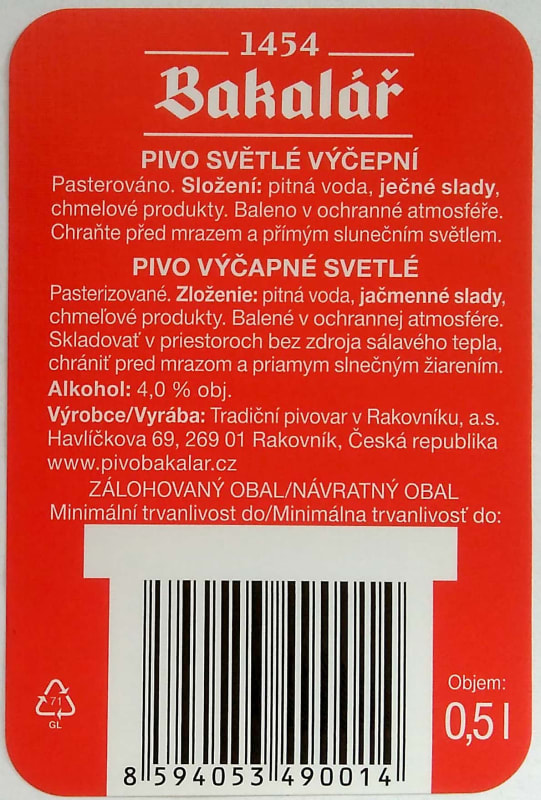 1454
Bakalář
PIVO SVĚTLÉ VÝČEPNÍ
Pasterováno. Složení: pitná voda, ječné slady,
chmelové produkty. Baleno v ochranné atmosféře.
Chraňte před mrazem a přímým slunečním světlem.
PIVO VÝČAPNÉ SVETLÉ
Pasterizované. Zloženie: pitná voda, jačmenné slady,
chmeľové produkty. Balené v ochrannej atmosfére.
Skladovať v priestoroch bez zdroja sálavého tepla,
chrániť pred mrazom a priamym slnečným žiarením.
Alkohol: 4,0 % obj.
Výrobce/Vyrába: Tradiční pivovar v Rakovníku, a.s.
Havlíčkova 69, 269 01 Rakovník, Česká republika
www.pivobakalar.cz
ZÁLOHOVANÝ OBAL/NÁVRATNÝ OBAL
Minimální trvanlivost do/Minimálna trvanlivosť do:
71
GL
Objem:
0,5 l
8 594053 490014